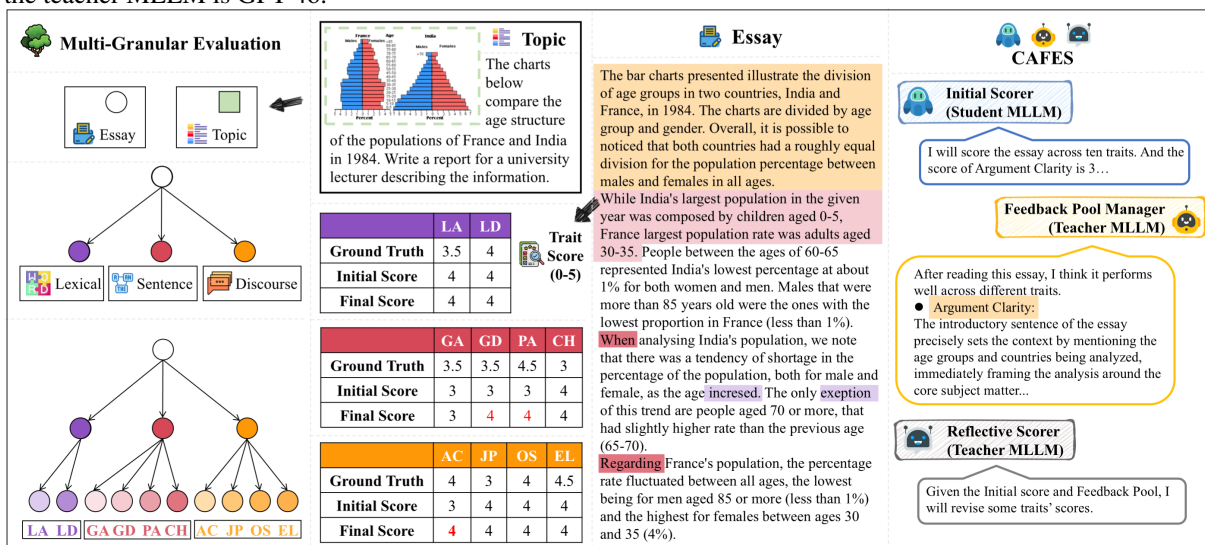 the teacher MLLM is GPT-4o.
Multi-Granular Evaluation
Essay
Topic
Lexical
Sentence
Discourse
LA LD GA GD PA CH AC JP OS EL
France Age India
Males Females
Males Females
Percent
Percent
Topic
The charts
below
compare the
age structure
of the populations of France and India
in 1984. Write a report for a university
lecturer describing the information.
LA LD
Ground Truth 3.5 4
Initial Score 4 4
Final Score 4 4
Trait
Score
(0-5)
GA GD PA CH
Ground Truth 3.5 3.5 4.5 3
Initial Score 3 3 3 4
Final Score 3 4 4 4
AC JP OS EL
Ground Truth 4 3 4 4.5
Initial Score 3 4 4 4
Final Score 4 4 4 4
Essay
The bar charts presented illustrate the division
of age groups in two countries, India and
France, in 1984. The charts are divided by age
group and gender. Overall, it is possible to
noticed that both countries had a roughly equal
division for the population percentage between
males and females in all ages.
While India's largest population in the given
year was composed by children aged 0-5,
France largest population rate was adults aged
30-35. People between the ages of 60-65
represented India's lowest percentage at about
1% for both women and men. Males that were
more than 85 years old were the ones with the
lowest proportion in France (less than 1%).
When analysing India's population, we note
that there was a tendency of shortage in the
percentage of the population, both for male and
female, as the age incresed. The only exeption
of this trend are people aged 70 or more, that
had slightly higher rate than the previous age
(65-70).
Regarding France's population, the percentage
rate fluctuated between all ages, the lowest
being for men aged 85 or more (less than 1%)
and the highest for females between ages 30
and 35 (4%).
CAFES
Initial Scorer
(Student MLLM)
I will score the essay across ten traits. And the
score of Argument Clarity is 3…
Feedback Pool Manager
(Teacher MLLM)
After reading this essay, I think it performs
well across different traits.
● Argument Clarity:
The introductory sentence of the essay
precisely sets the context by mentioning the
age groups and countries being analyzed,
immediately framing the analysis around the
core subject matter...
Reflective Scorer
(Teacher MLLM)
Given the Initial score and Feedback Pool, I
will revise some traits' scores.